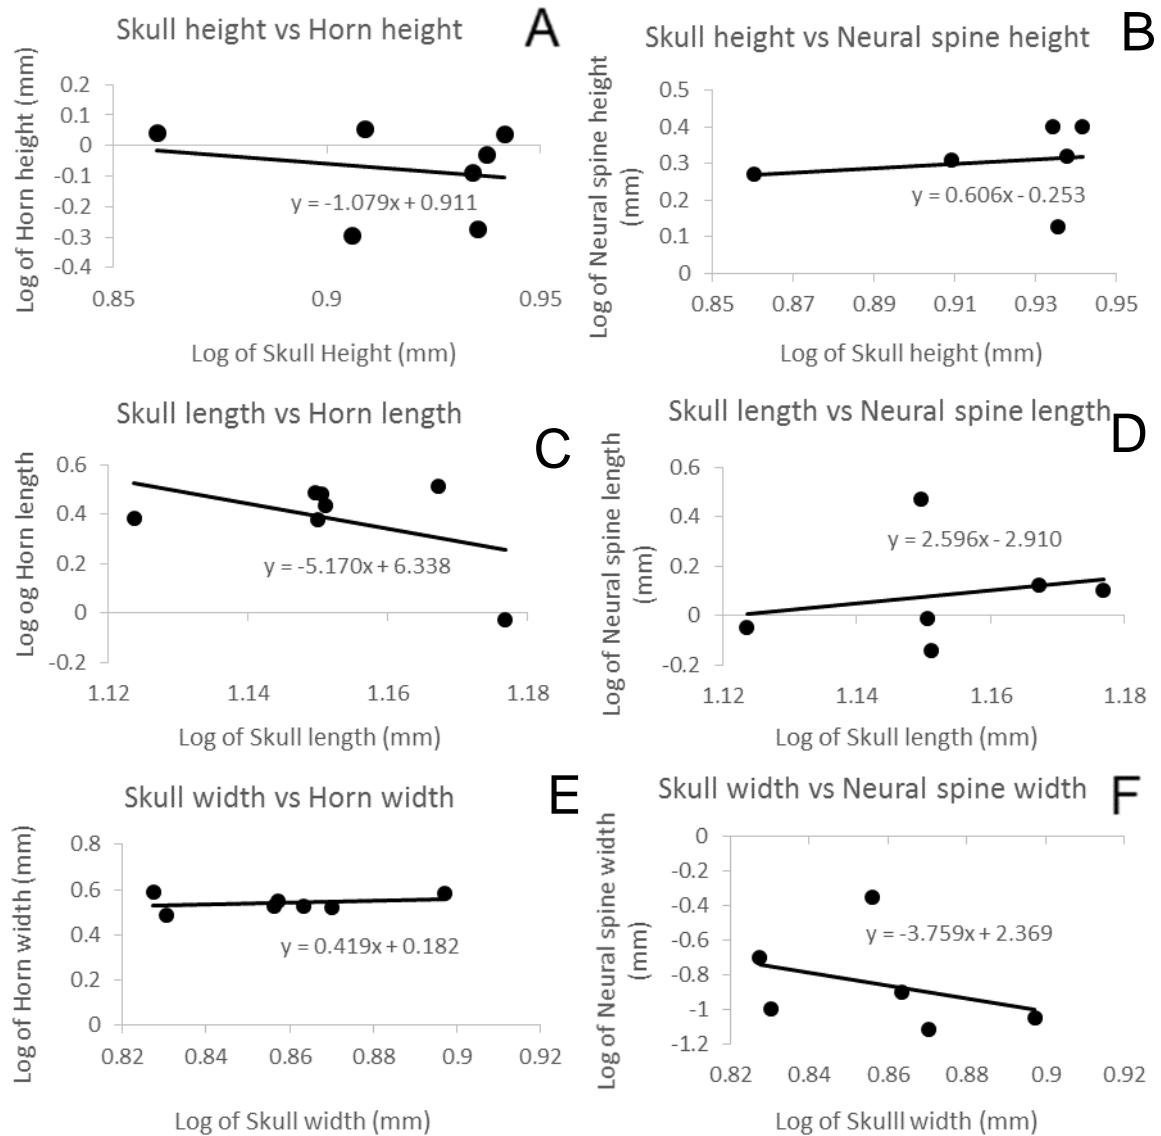 Skull height vs Horn height
A
Log of Horn height (mm)
0.2
0.1
0
-0.1
-0.2
-0.3
-0.4
y = -1.079x + 0.911
0.85 0.9 0.95
Log of Skull Height (mm)
Skull height vs Neural spine height
B
Log of Neural spine height
(mm)
0.5
0.4
0.3
0.2
0.1
0
y = 0.606x - 0.253
0.85 0.87 0.89 0.91 0.93 0.95
Log of Skull height (mm)
Skull length vs Horn length
C
Log og Horn length
0.6
0.4
0.2
0
-0.2
y = -5.170x + 6.338
1.12 1.14 1.16 1.18
Log of Skull length (mm)
Skull length vs Neural spine length
D
Log of Neural spine length
(mm)
0.6
0.4
0.2
0
-0.2
y = 2.596x - 2.910
1.12 1.14 1.16 1.18
Log of Skull length (mm)
Skull width vs Horn width
E
Log of Horn width (mm)
0.8
0.6
0.4
0.2
0
y = 0.419x + 0.182
0.82 0.84 0.86 0.88 0.9 0.92
Log of Skull width (mm)
Skull width vs Neural spine width
F
Log of Neural spine width
(mm)
0
-0.2
-0.4
-0.6
-0.8
-1
-1.2
y = -3.759x + 2.369
0.82 0.84 0.86 0.88 0.9 0.92
Log of Skulll width (mm)